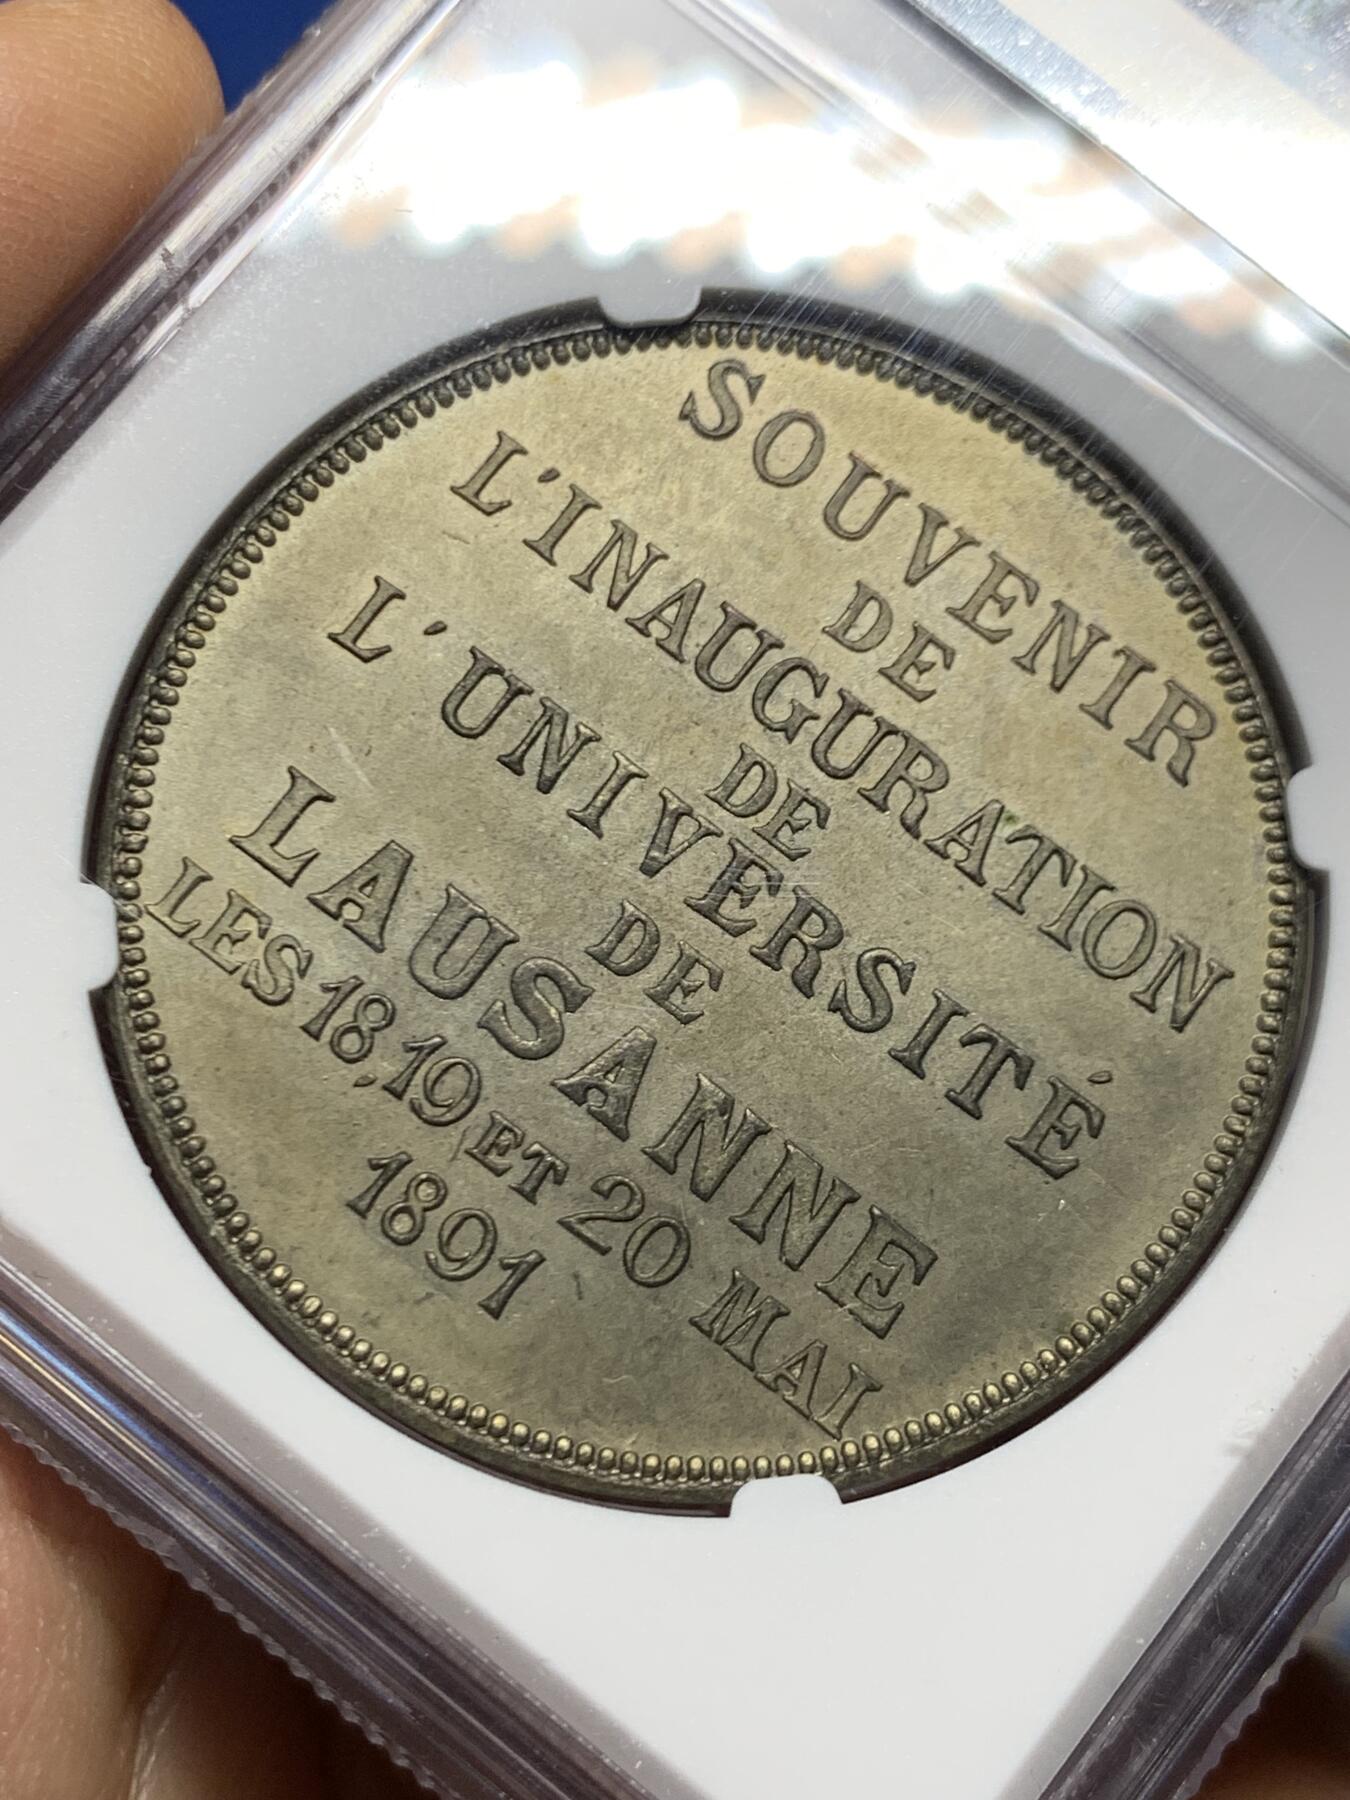 SOUVENIR
DE
L'INAUGURATION
DE
L'UNIVERSITÉ
DE
LAUSANNE
LES 18, 19 ET 20 MAI
1891